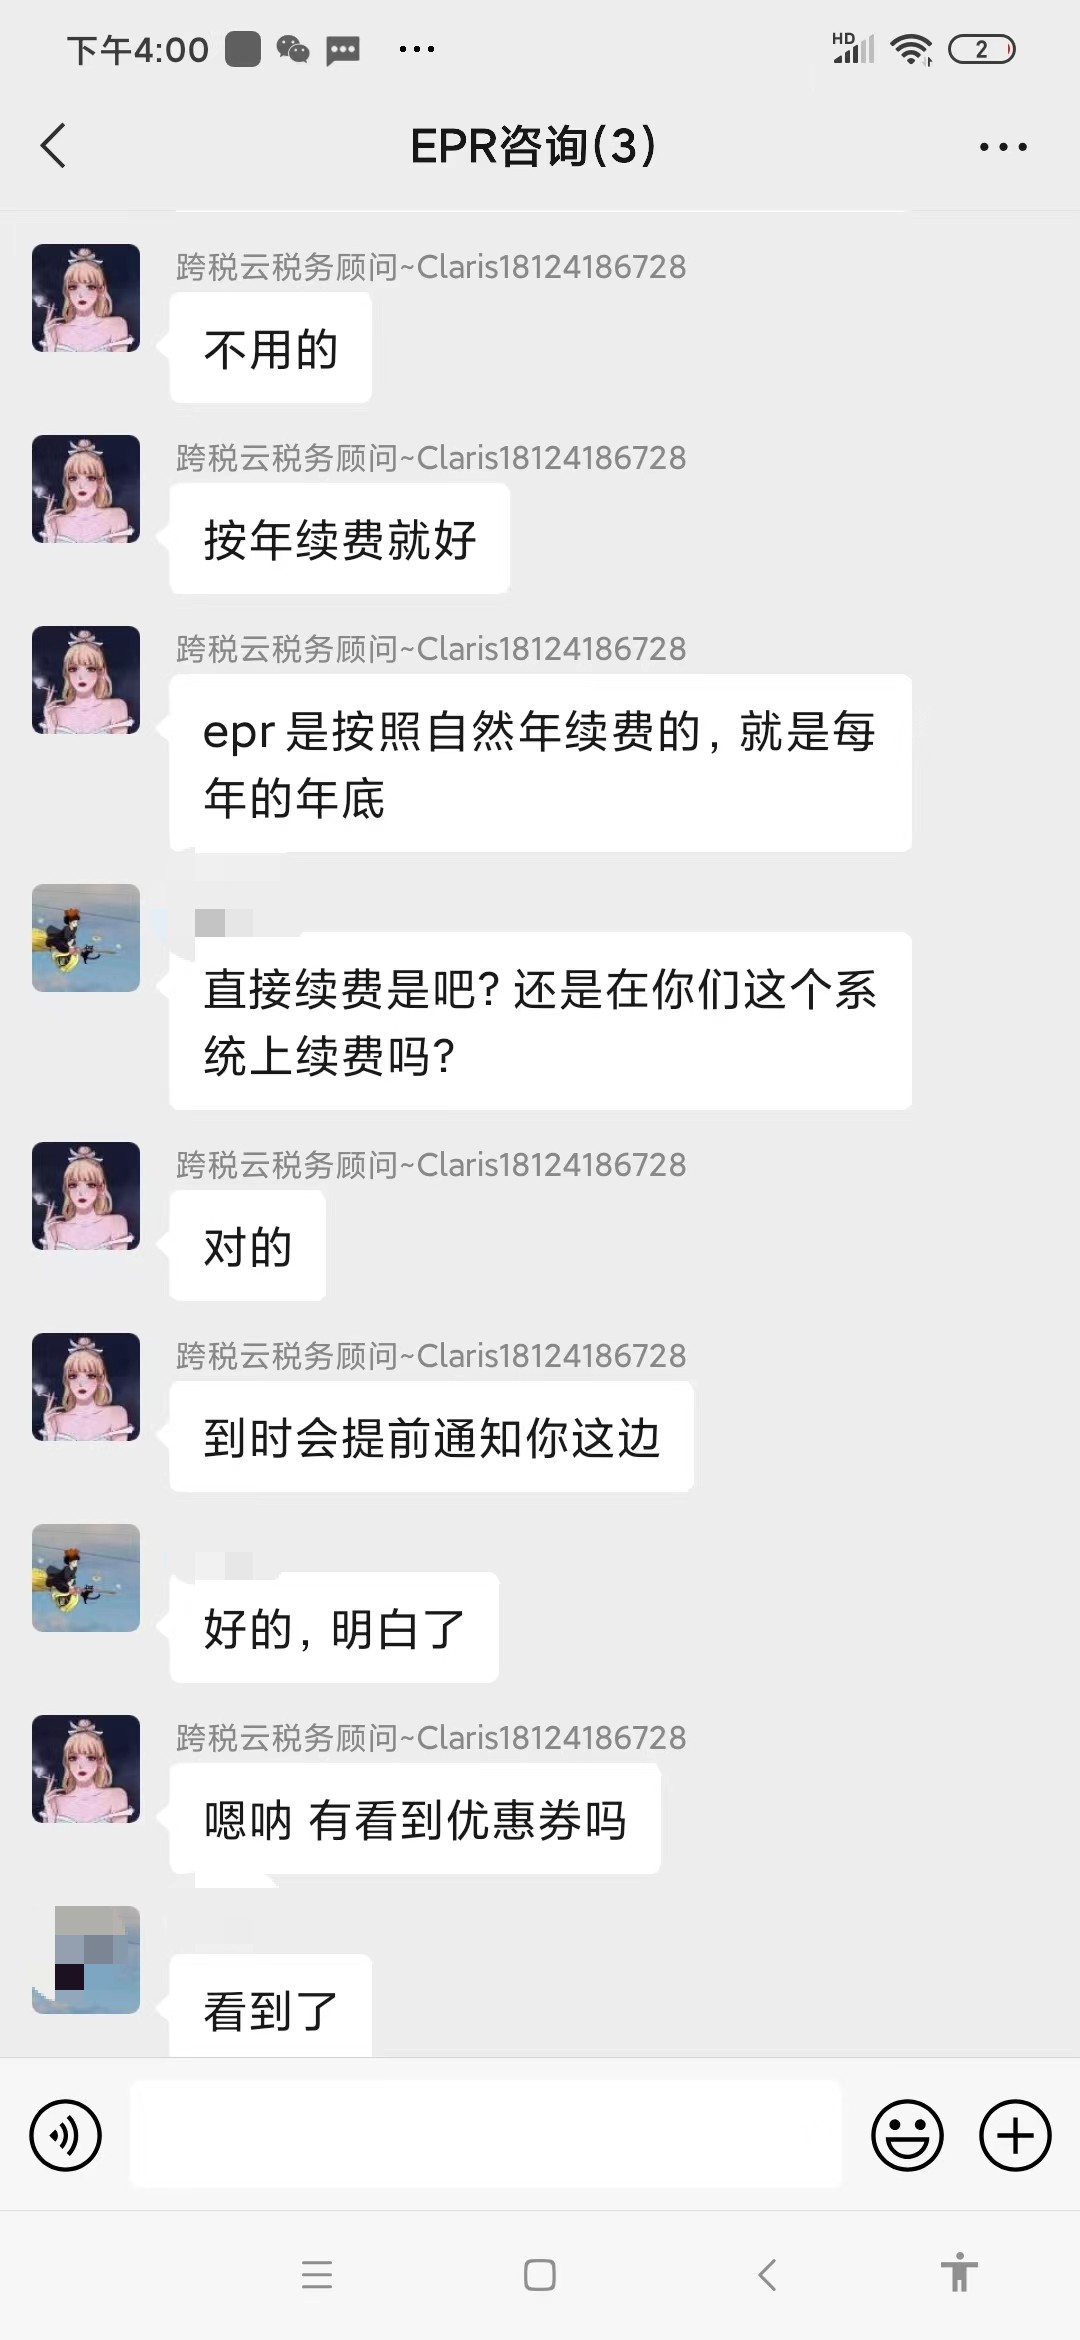 下午4:00
HD
2
EPR咨询(3)
跨税云税务顾问~Claris18124186728
不用的
跨税云税务顾问~Claris18124186728
按年续费就好
跨税云税务顾问~Claris18124186728
epr是按照自然年续费的，就是每
年的年底
直接续费是吧？还是在你们这个系
统上续费吗？
跨税云税务顾问~Claris18124186728
对的
跨税云税务顾问~Claris18124186728
到时会提前通知你这边
好的，明白了
跨税云税务顾问~Claris18124186728
嗯呐 有看到优惠券吗
看到了